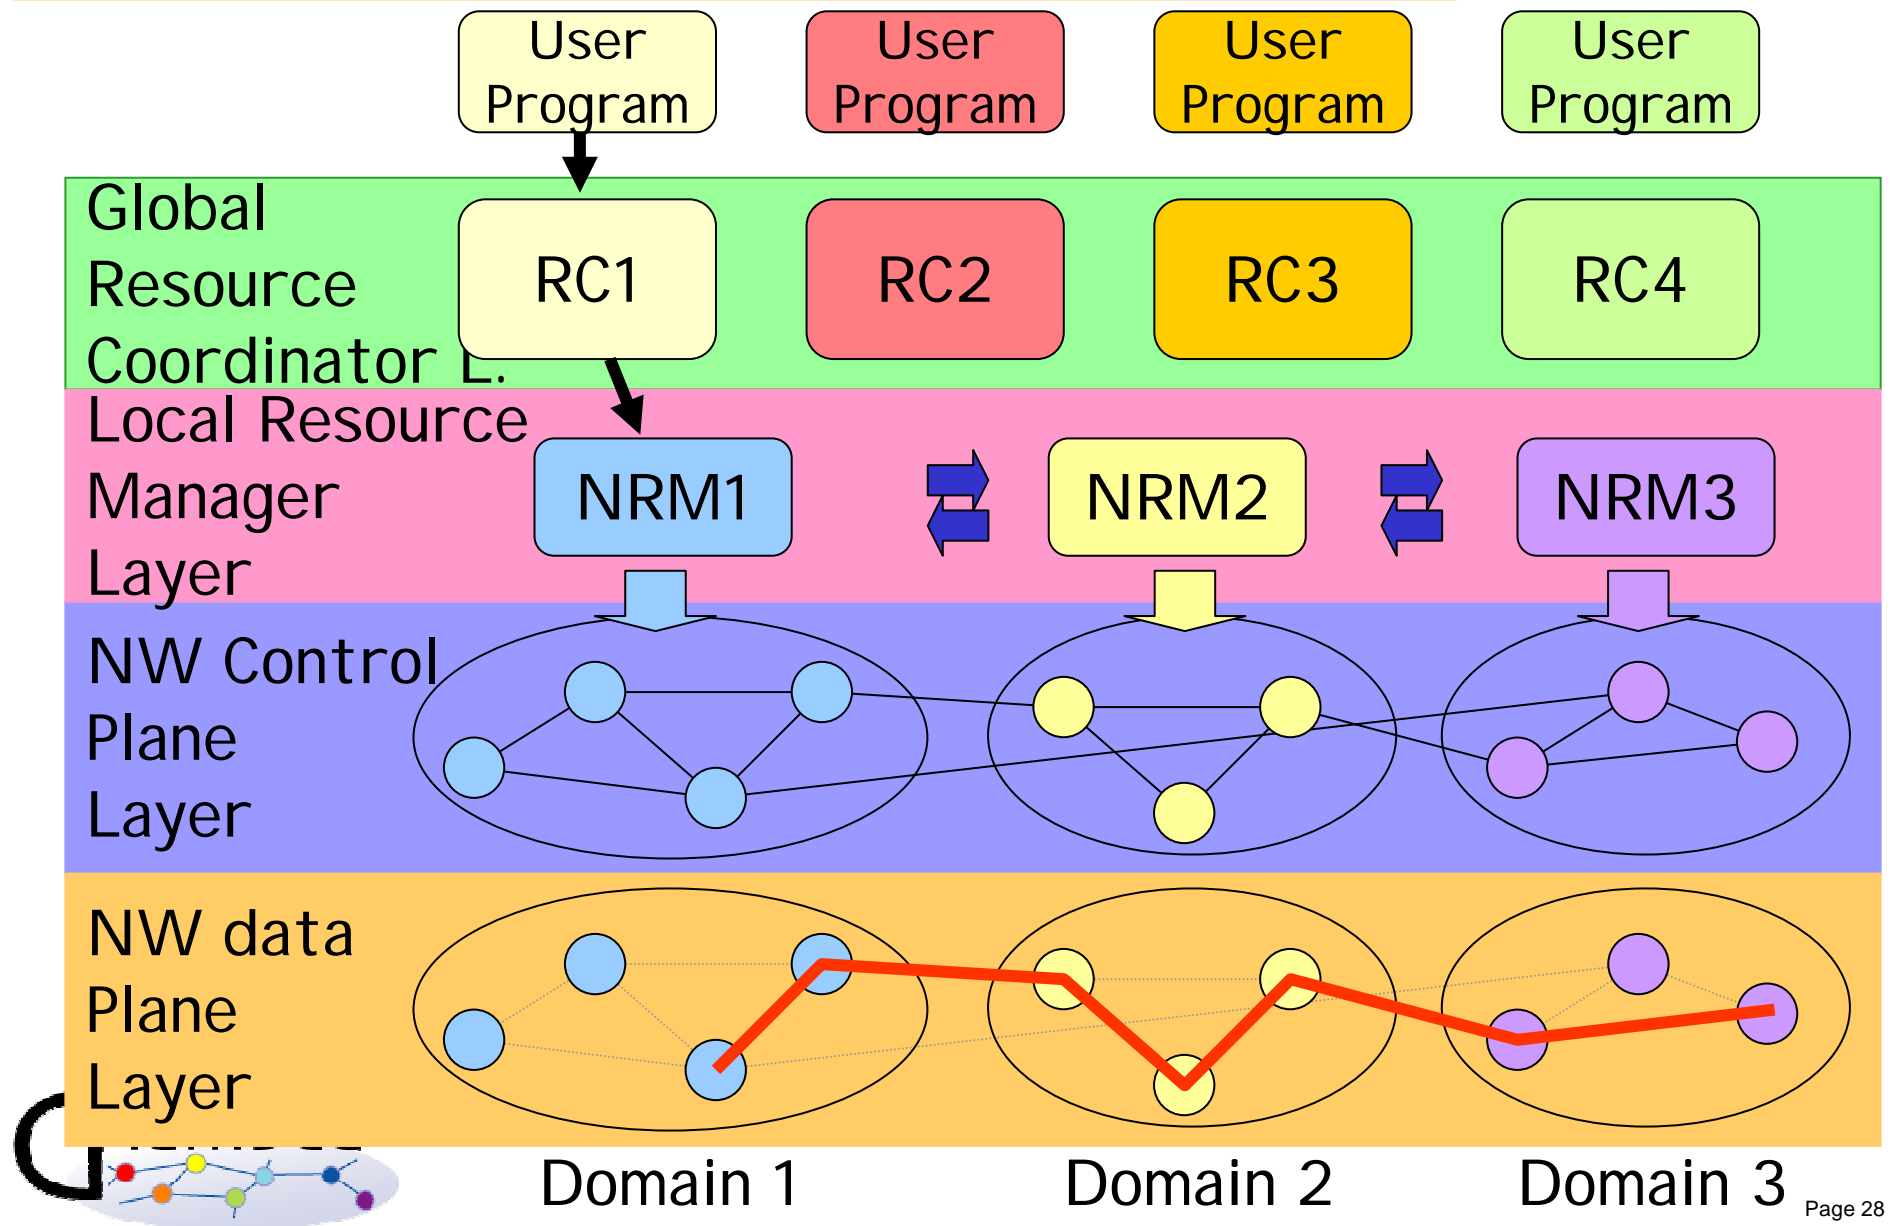 User
Program
User
Program
User
Program
User
Program
Global
Resource
Coordinator L.
RC1
RC2
RC3
RC4
Local Resource
Manager
Layer
NRM1
NRM2
NRM3
NW Control
Plane
Layer
NW data
Plane
Layer
Domain 1
Domain 2
Domain 3
Page 28